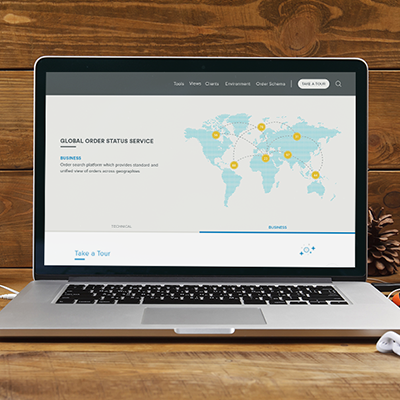 Tools Views Clients Environment Order Schema TAKE A TOUR
GLOBAL ORDER STATUS SERVICE
BUSINESS
Order search platform which provides standard and
unified view of orders across geographies
TECHNICAL BUSINESS
Take a Tour